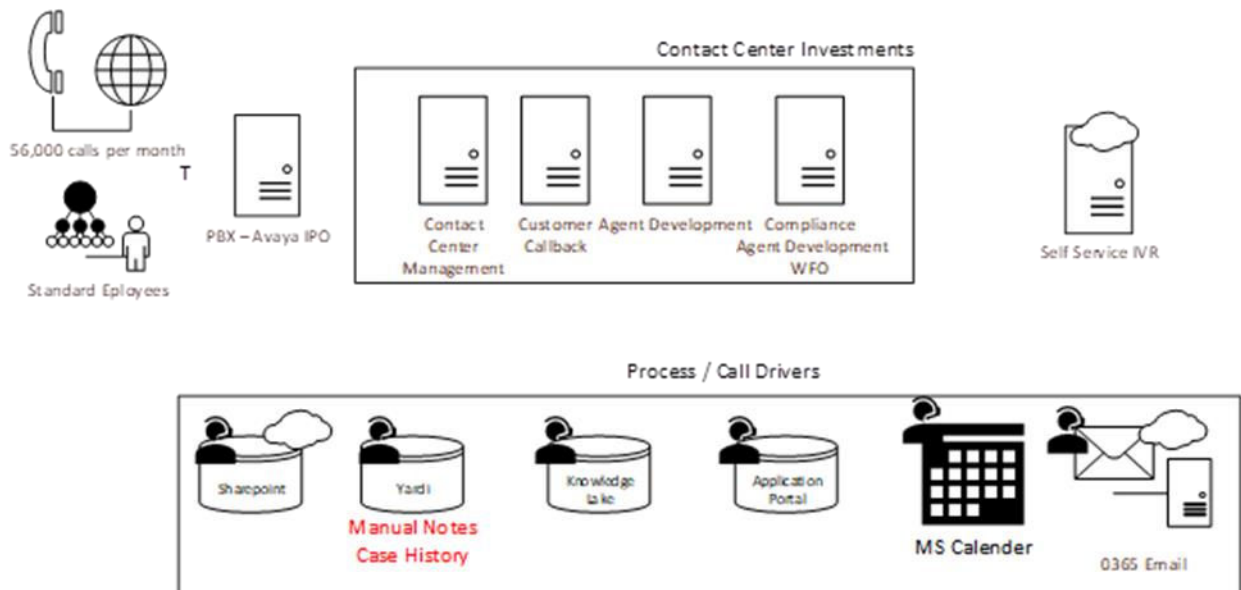 Contact Center Investments
56,000 calls per month
T
PBX – Avaya IPO
Standard Eployees
Contact
Center
Management
Customer
Callback
Agent Development
Compliance
Agent Development
WFO
Self Service IVR
Process / Call Drivers
Sharepoint
Yardi
Manual Notes
Case History
Knowledge
Lake
Application
Portal
MS Calender
0365 Email